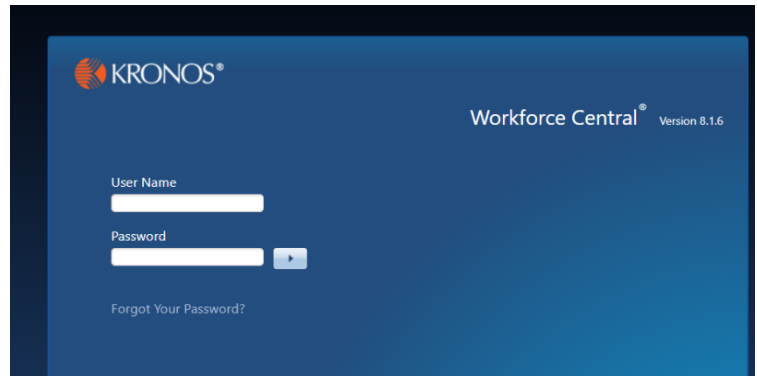 KRONOS®
Workforce Central® Version 8.1.6
User Name
Password
Forgot Your Password?